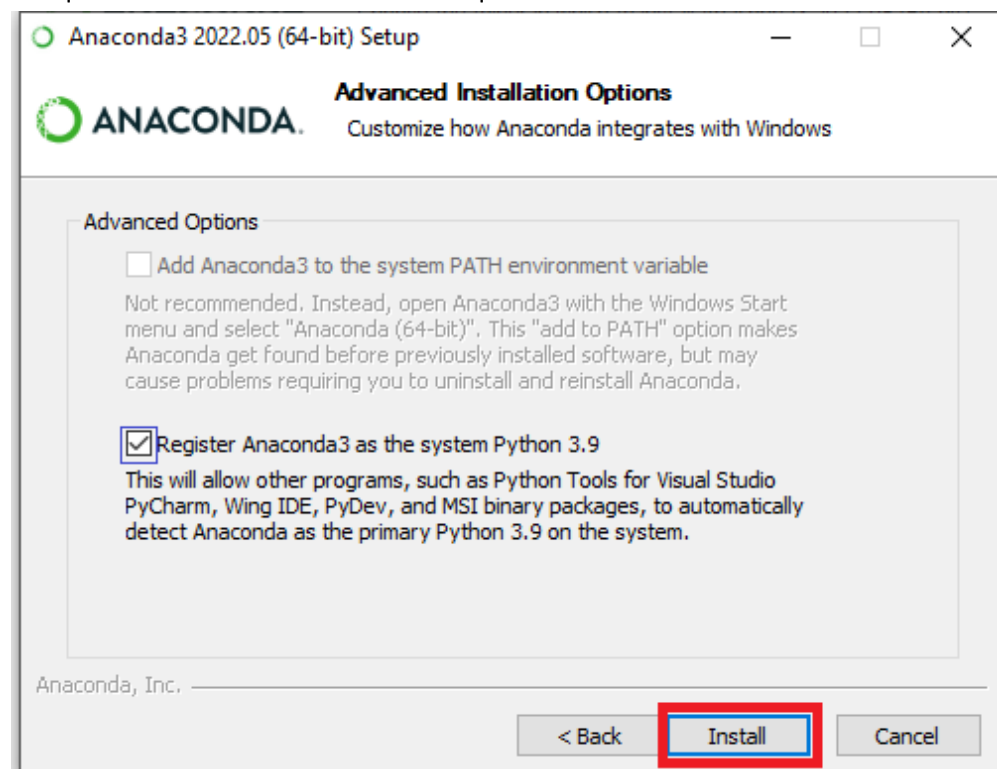 Anaconda3 2022.05 (64-bit) Setup
ANACONDA.
Advanced Installation Options
Customize how Anaconda integrates with Windows
Advanced Options
Add Anaconda3 to the system PATH environment variable
Not recommended. Instead, open Anaconda3 with the Windows Start
menu and select "Anaconda (64-bit)". This "add to PATH" option makes
Anaconda get found before previously installed software, but may
cause problems requiring you to uninstall and reinstall Anaconda.
Register Anaconda3 as the system Python 3.9
This will allow other programs, such as Python Tools for Visual Studio
PyCharm, Wing IDE, PyDev, and MSI binary packages, to automatically
detect Anaconda as the primary Python 3.9 on the system.
Anaconda, Inc.
< Back Install Cancel